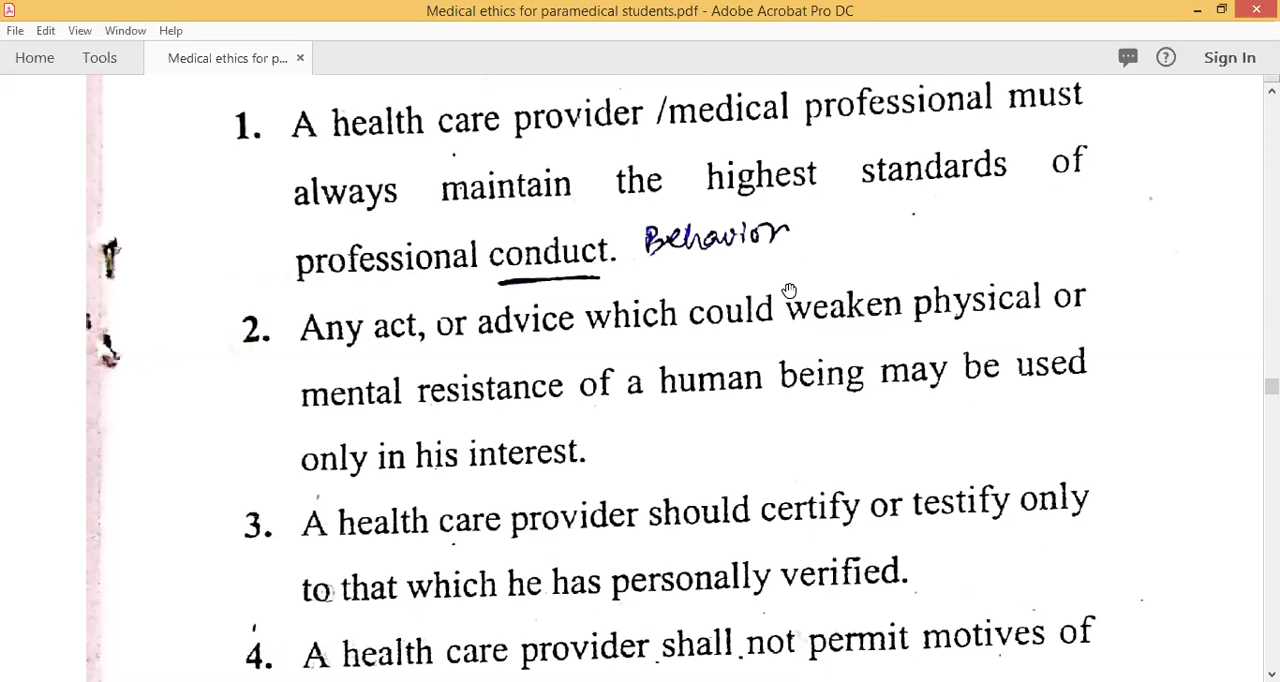 Medical ethics for paramedical students.pdf - Adobe Acrobat Pro DC
File Edit View Window Help
Home Tools Medical ethics for p... × Sign In
1. A health care provider /medical professional must
always maintain the highest standards of
professional conduct. Behavior
2. Any act, or advice which could weaken physical or
mental resistance of a human being may be used
only in his interest.
3. A health care provider should certify or testify only
to that which he has personally verified.
4. A health care provider shall not permit motives of